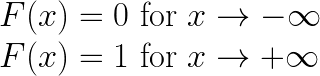 F(x) = 0 for x → −∞
F(x) = 1 for x → +∞